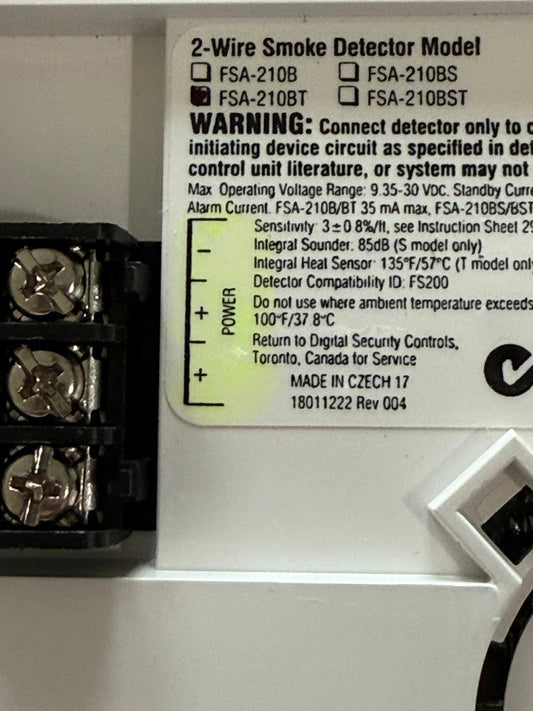 2-Wire Smoke Detector Model
☐ FSA-210B ☐ FSA-210BS
☒ FSA-210BT ☐ FSA-210BST
WARNING: Connect detector only to
initiating device circuit as specified in
control unit literature, or system may not
Max Operating Voltage Range: 9.35-30 VDC. Standby
Alarm Current. FSA-210B/BT 35 mA max, FSA-210BS/BST
Sensitivity: 3±0 8%/ft, see Instruction Sheet
Integral Sounder: 85dB (S model only)
Integral Heat Sensor: 135°F/57°C (T model
Detector Compatibility ID: FS200
Do not use where ambient temperature exceeds
100°F/37 8°C
Return to Digital Security Controls,
Toronto, Canada for Service
MADE IN CZECH 17
18011222 Rev 004
−
+
+
POWER